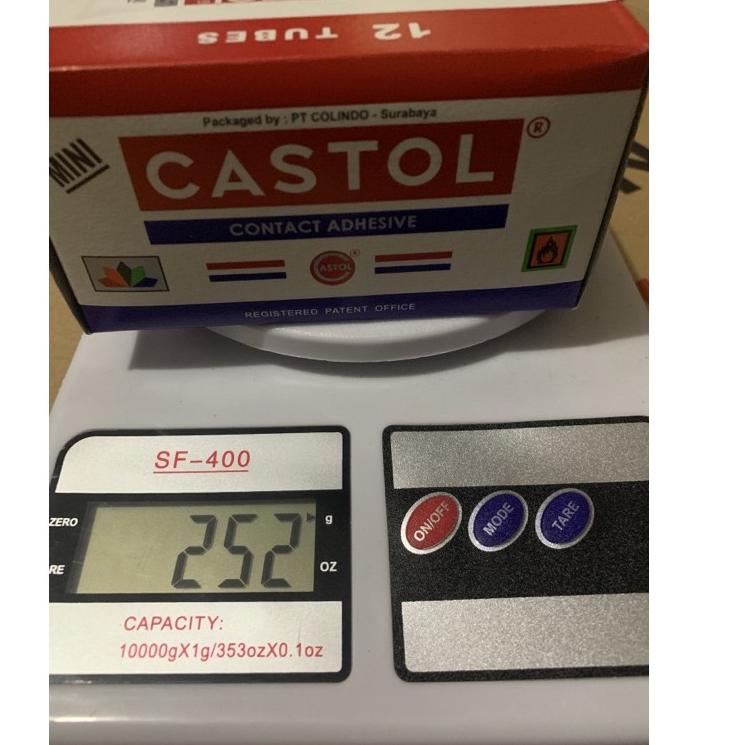 12 TUBES
Packaged by : PT COLINDO - Surabaya
MINI
CASTOL ®
CONTACT ADHESIVE
CASTOL ®
REGISTERED PATENT OFFICE
SF-400
ZERO
252
g
RE
OZ
CAPACITY:
10000gX1g/353ozX0.1oz
ON/OFF
MODE
TARE